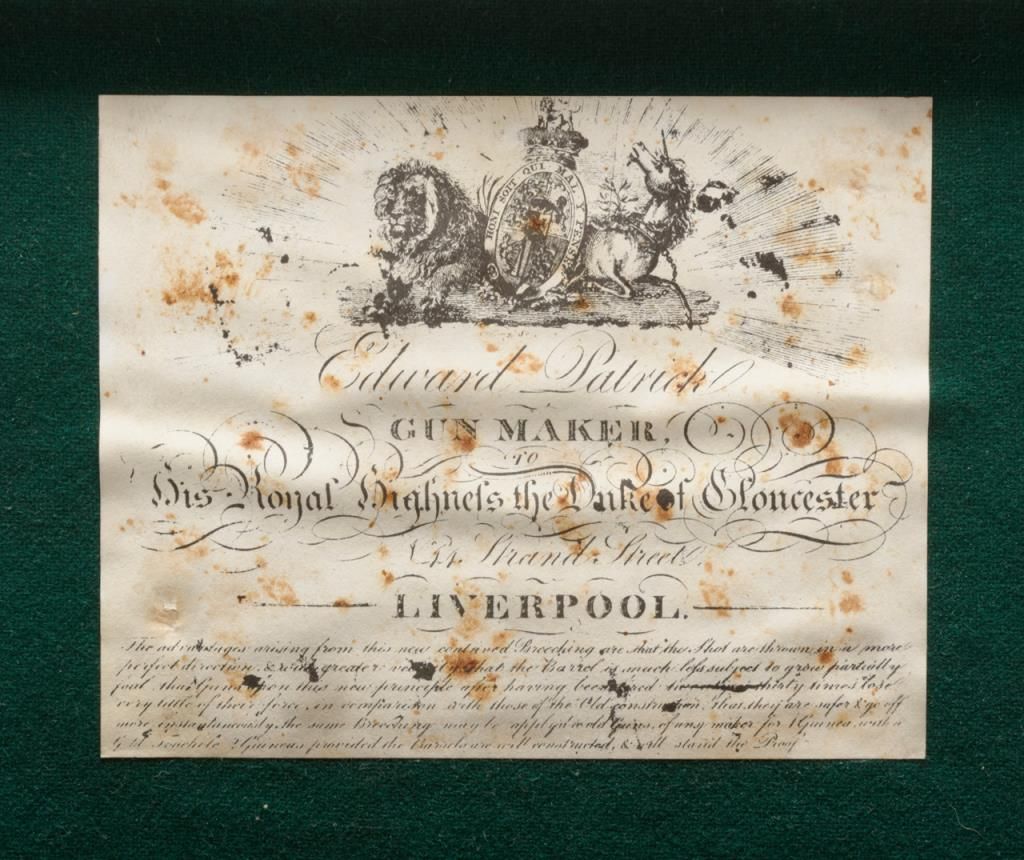 HONI SOIT QUI MAL Y PENSE
Edward Patrick
GUN MAKER,
TO
His Royal Highneſs the Duke of Gloucester
Strand Street
LIVERPOOL.
The advantages arising from this new contrived Breeching are that the Shot are thrown in a more
perfect direction, & with greater that the Barrel is much leſs subject to grow partially
foul that Guns upon this new principle after having been fired thirty times lose
very little of their force, in comparison with those of the Old construction, that they are safer & go off
more instantaneously. the same Breeching may be apply'd to old Guns, of any maker for 1 Guinea, with a
Gold touchole 2 Guineas provided the Barrels are well constructed, & will stand the Proof